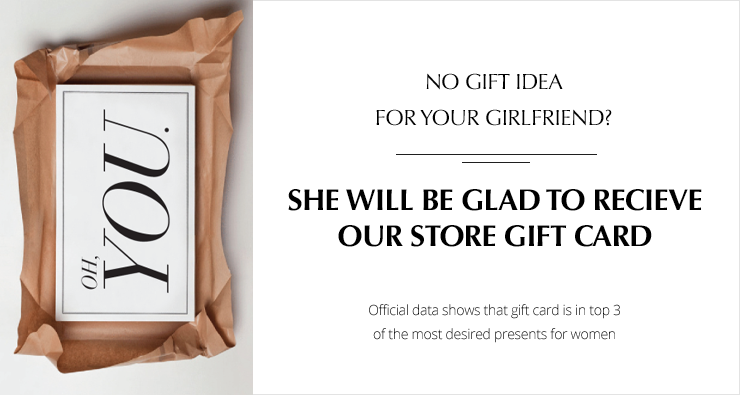 OH,
YOU.
NO GIFT IDEA
FOR YOUR GIRLFRIEND?
SHE WILL BE GLAD TO RECIEVE
OUR STORE GIFT CARD
Official data shows that gift card is in top 3
of the most desired presents for women